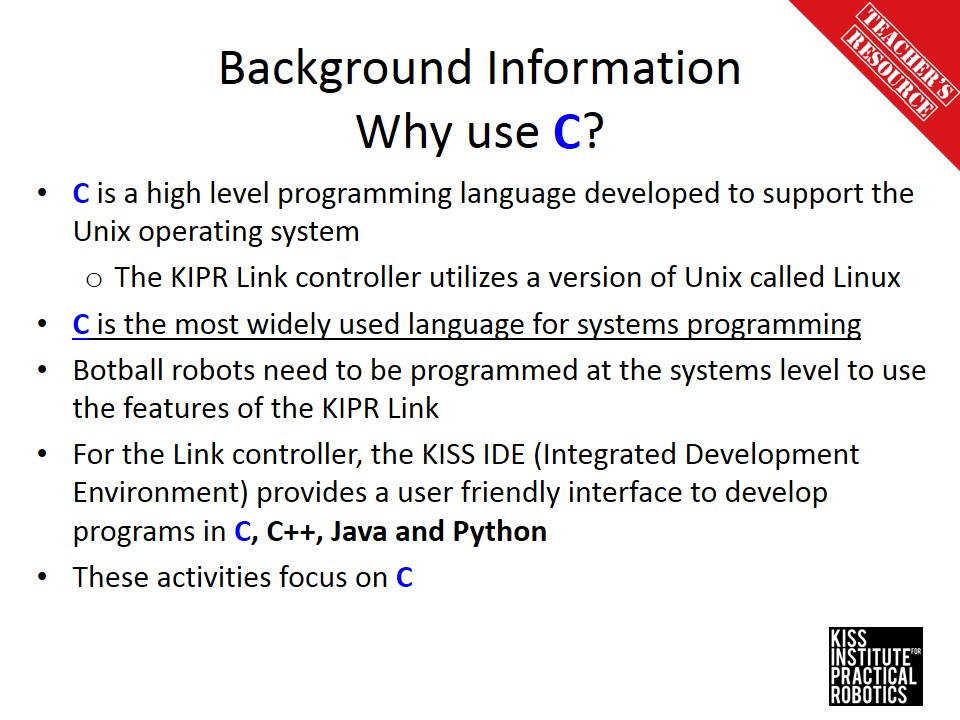 TEACHER'S
RESOURCE
Background Information
Why use C?
• C is a high level programming language developed to support the
Unix operating system
o The KIPR Link controller utilizes a version of Unix called Linux
• C is the most widely used language for systems programming
• Botball robots need to be programmed at the systems level to use
the features of the KIPR Link
• For the Link controller, the KISS IDE (Integrated Development
Environment) provides a user friendly interface to develop
programs in C, C++, Java and Python
• These activities focus on C
KISS
INSTITUTE FOR
PRACTICAL
ROBOTICS